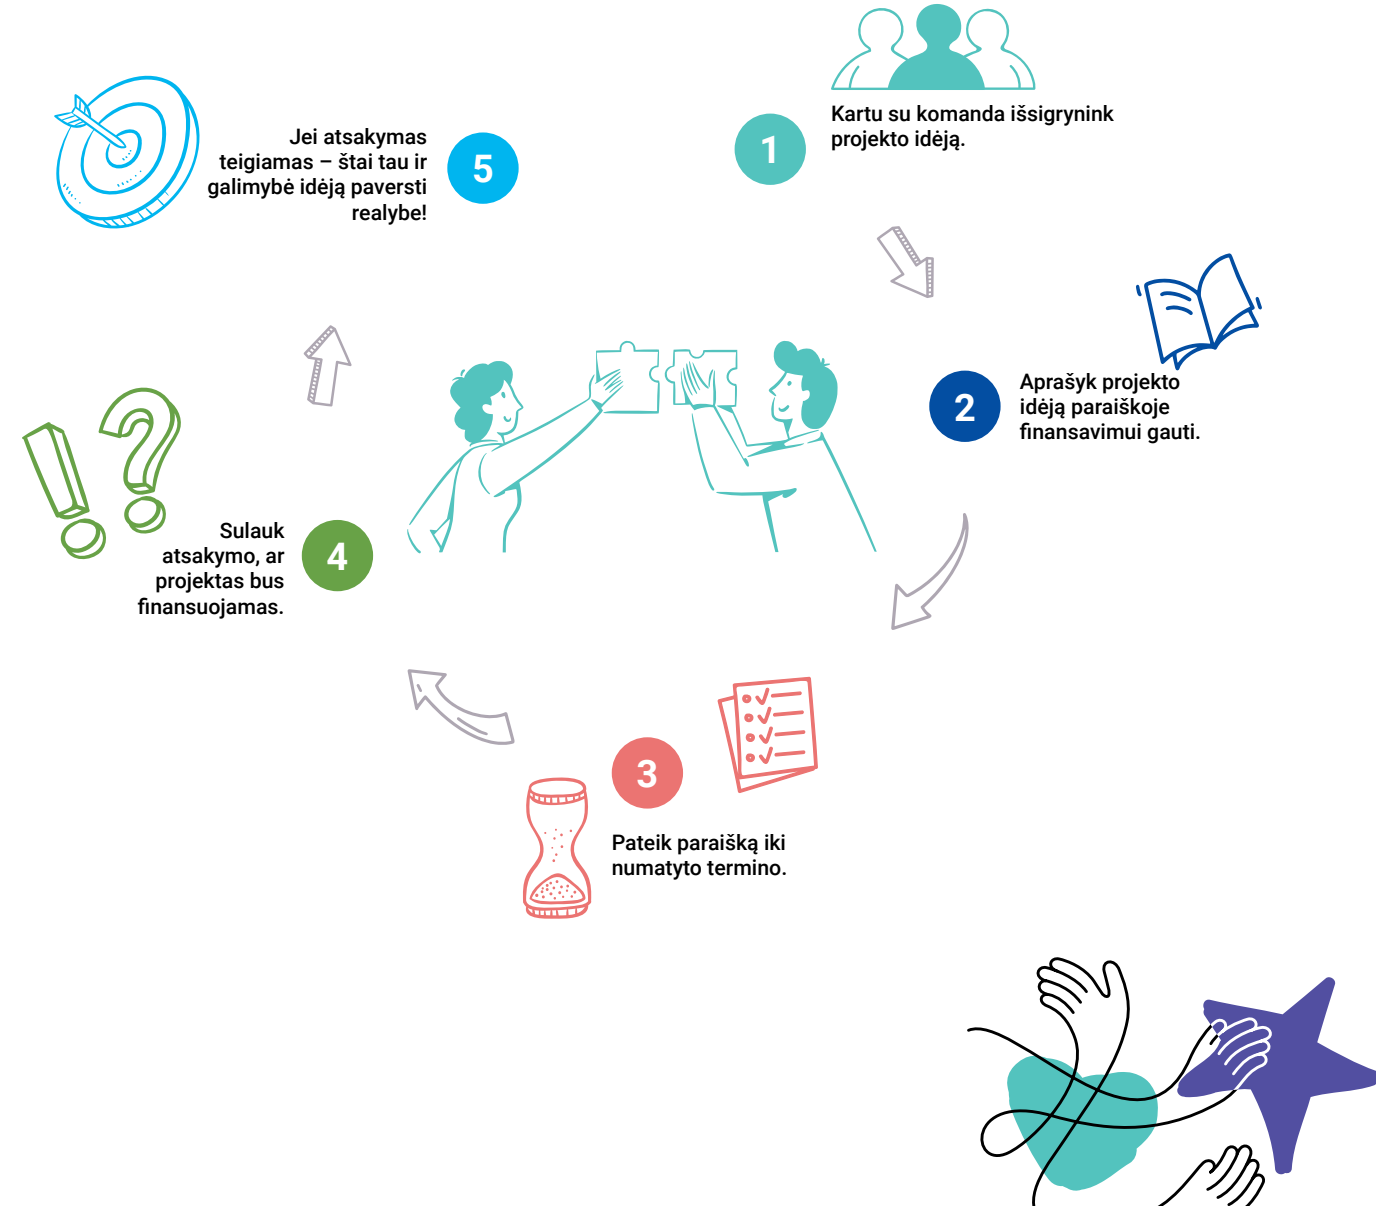 1
Kartu su komanda išsigrynink
projekto idėją.
2
Aprašyk projekto
idėją paraiškoje
finansavimui gauti.
3
Pateik paraišką iki
numatyto termino.
4
Sulauk
atsakymo, ar
projektas bus
finansuojamas.
5
Jei atsakymas
teigiamas – štai tau ir
galimybė idėją paversti
realybe!